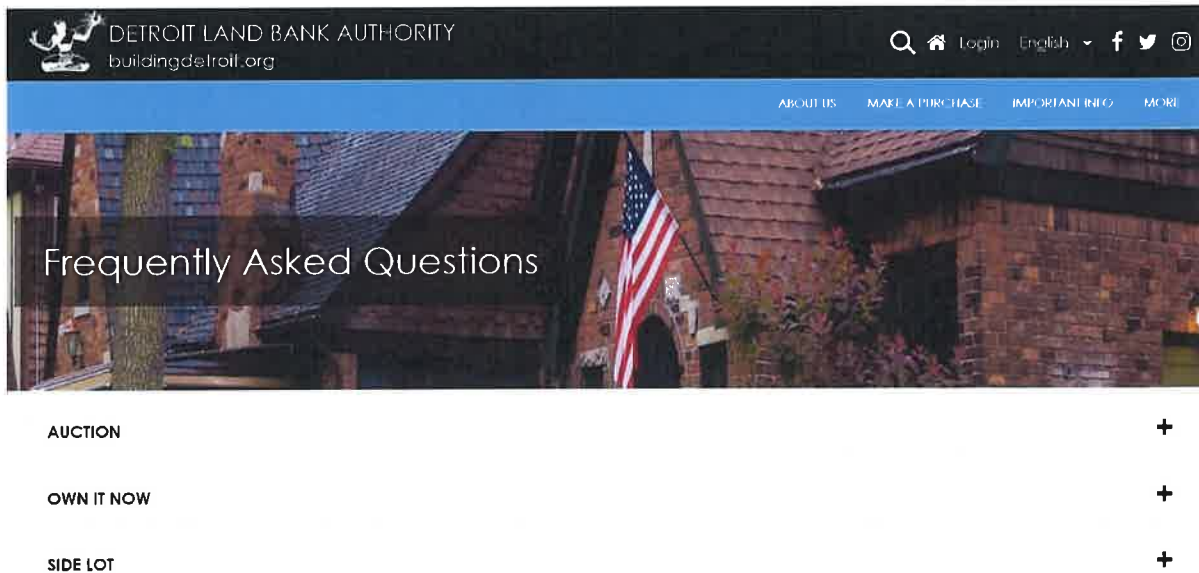 DETROIT LAND BANK AUTHORITY
buildingdetroit.org
Login English
ABOUT US MAKE A PURCHASE IMPORTANT INFO MORE
Frequently Asked Questions
AUCTION
OWN IT NOW
SIDE LOT